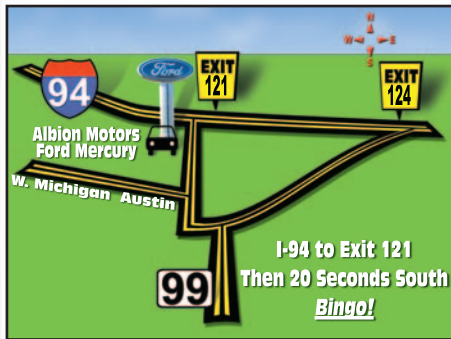 N
W E
S
94
Ford
EXIT
121
EXIT
124
Albion Motors
Ford Mercury
W. Michigan Austin
99
I-94 to Exit 121
Then 20 Seconds South
Bingo!